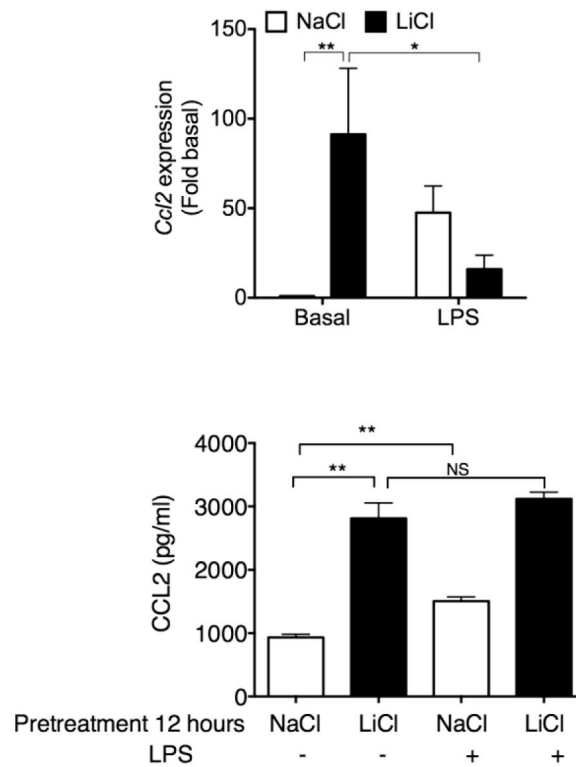 NaCl LiCl
** *
150
100
50
0
Ccl2 expression
(Fold basal)
Basal LPS
**
** NS
4000
3000
2000
1000
0
CCL2 (pg/ml)
Pretreatment 12 hours NaCl LiCl NaCl LiCl
LPS - - + +